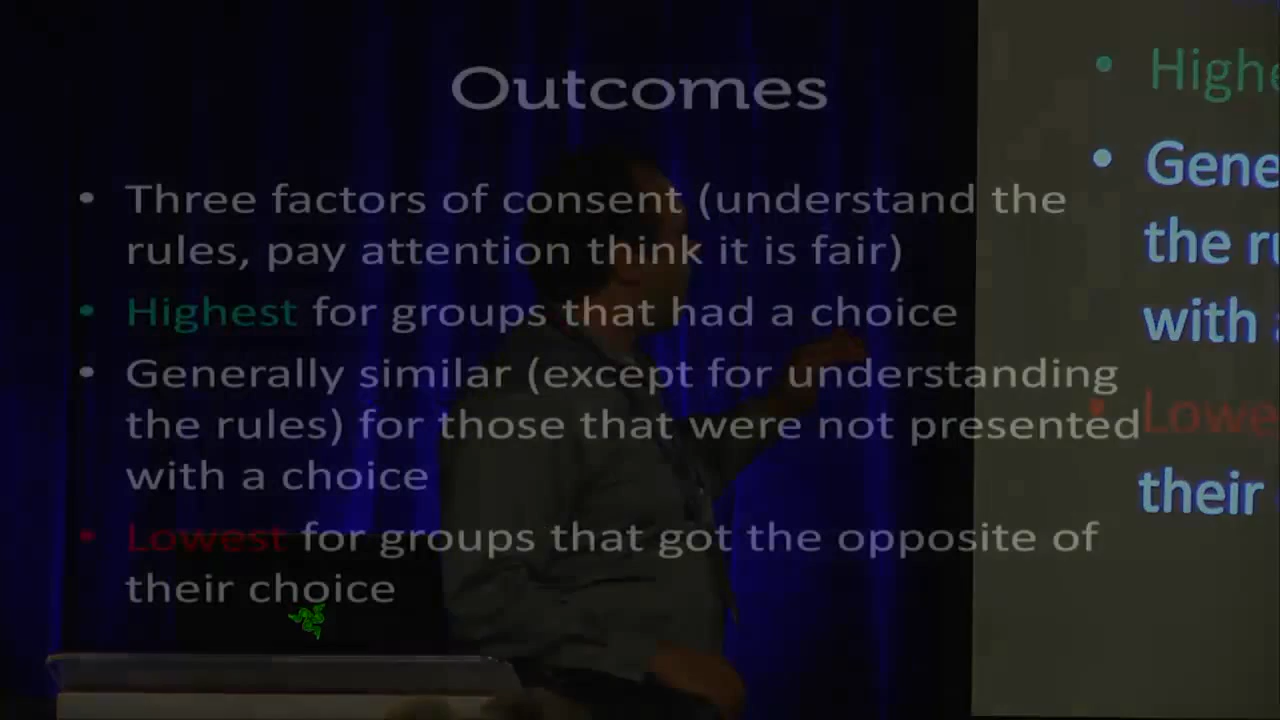 Outcomes
• Three factors of consent (understand the
rules, pay attention think it is fair)
• Highest for groups that had a choice
• Generally similar (except for understanding
the rules) for those that were not presented
with a choice
• Lowest for groups that got the opposite of
their choice
• Highe
• Gene
the ru
with
• Lowe
their